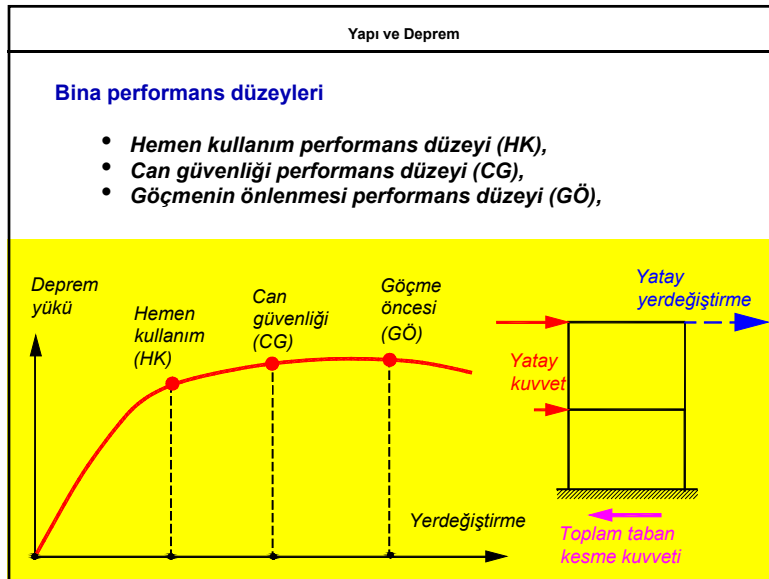 Yapı ve Deprem
Bina performans düzeyleri
• Hemen kullanım performans düzeyi (HK),
• Can güvenliği performans düzeyi (CG),
• Göçmenin önlenmesi performans düzeyi (GÖ),
Deprem
yükü
Hemen
kullanım
(HK)
Can
güvenliği
(CG)
Göçme
öncesi
(GÖ)
Yerdeğiştirme
Yatay
yerdeğiştirme
Yatay
kuvvet
Toplam taban
kesme kuvveti